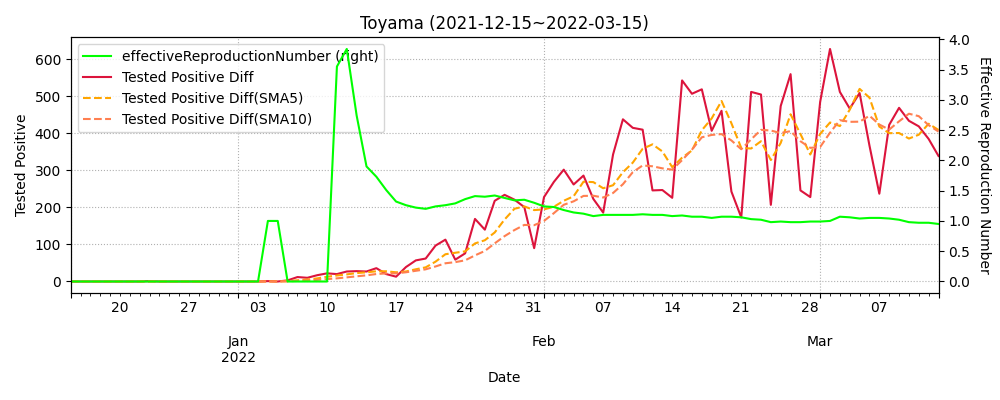 Toyama (2021-12-15~2022-03-15)
effectiveReproductionNumber (right)
Tested Positive Diff
Tested Positive Diff(SMA5)
Tested Positive Diff(SMA10)
Tested Positive
600
500
400
300
200
100
0
4.0
3.5
3.0
2.5
2.0
1.5
1.0
0.5
0.0
Effective Reproduction Number
20 27 03 10 17 24 07 14 21 28 07
Jan Feb Mar
2022
Date